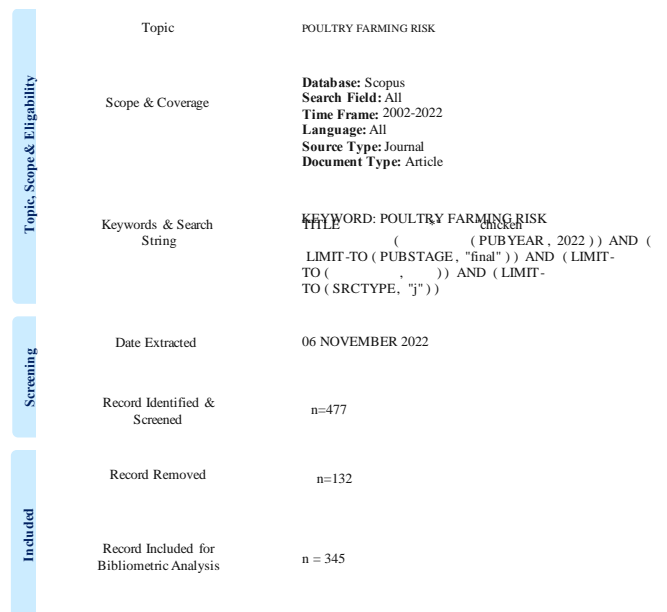 Topic, Scope & Eligability
Topic
POULTRY FARMING RISK
Scope & Coverage
Database: Scopus
Search Field: All
Time Frame: 2002-2022
Language: All
Source Type: Journal
Document Type: Article
Keywords & Search
String
KEYWORD: POULTRY FARMING RISK
TITLE * chicken
( ( PUBYEAR , 2022 ) ) AND (
LIMIT-TO ( PUBSTAGE , "final" ) ) AND ( LIMIT-
TO ( , ) ) AND ( LIMIT-
TO ( SRCTYPE , "j" ) )
Screening
Date Extracted
06 NOVEMBER 2022
Record Identified &
Screened
n=477
Included
Record Removed
n=132
Record Included for
Bibliometric Analysis
n = 345